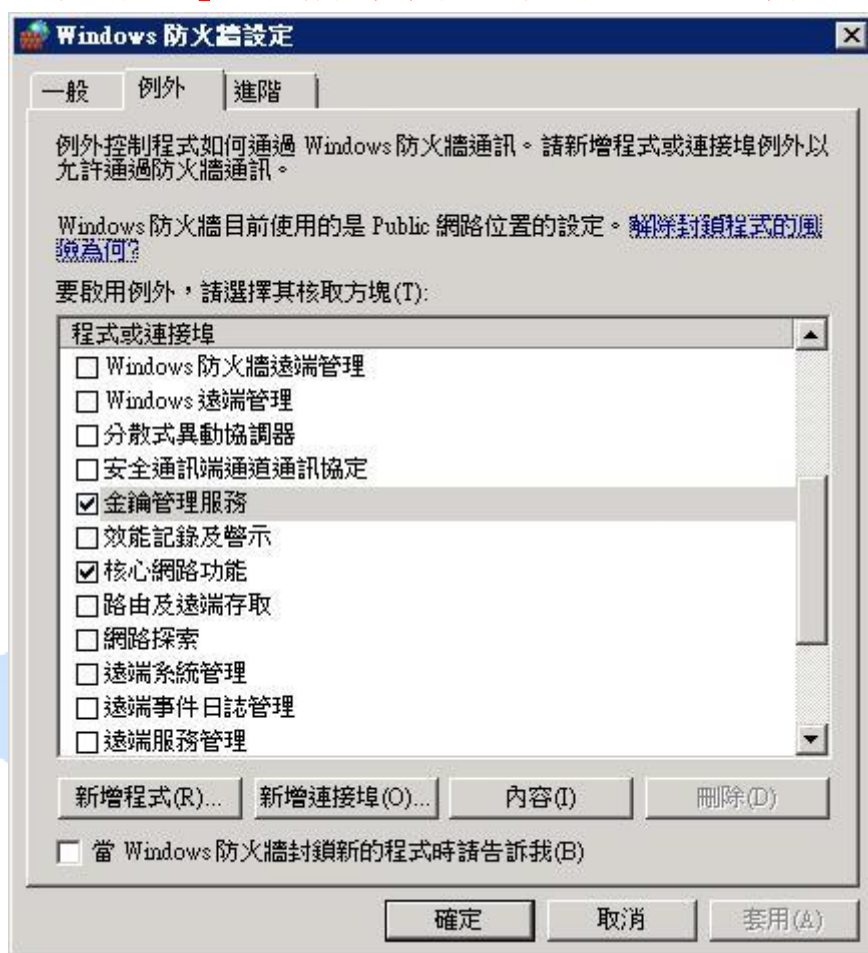 Windows 防火牆設定
一般
例外
進階
例外控制程式如何通過 Windows 防火牆通訊。請新增程式或連接埠例外以
允許通過防火牆通訊。
Windows 防火牆目前使用的是 Public 網路位置的設定。解除封鎖程式的風
險為何?
要啟用例外，請選擇其核取方塊(T):
程式或連接埠
Windows 防火牆遠端管理
Windows 遠端管理
分散式異動協調器
安全通訊端通道通訊協定
金鑰管理服務
效能記錄及警示
核心網路功能
路由及遠端存取
網路探索
遠端系統管理
遠端事件日誌管理
遠端服務管理
新增程式(R)...
新增連接埠(O)...
內容(I)
刪除(D)
當 Windows 防火牆封鎖新的程式時請告訴我(B)
確定
取消
套用(A)